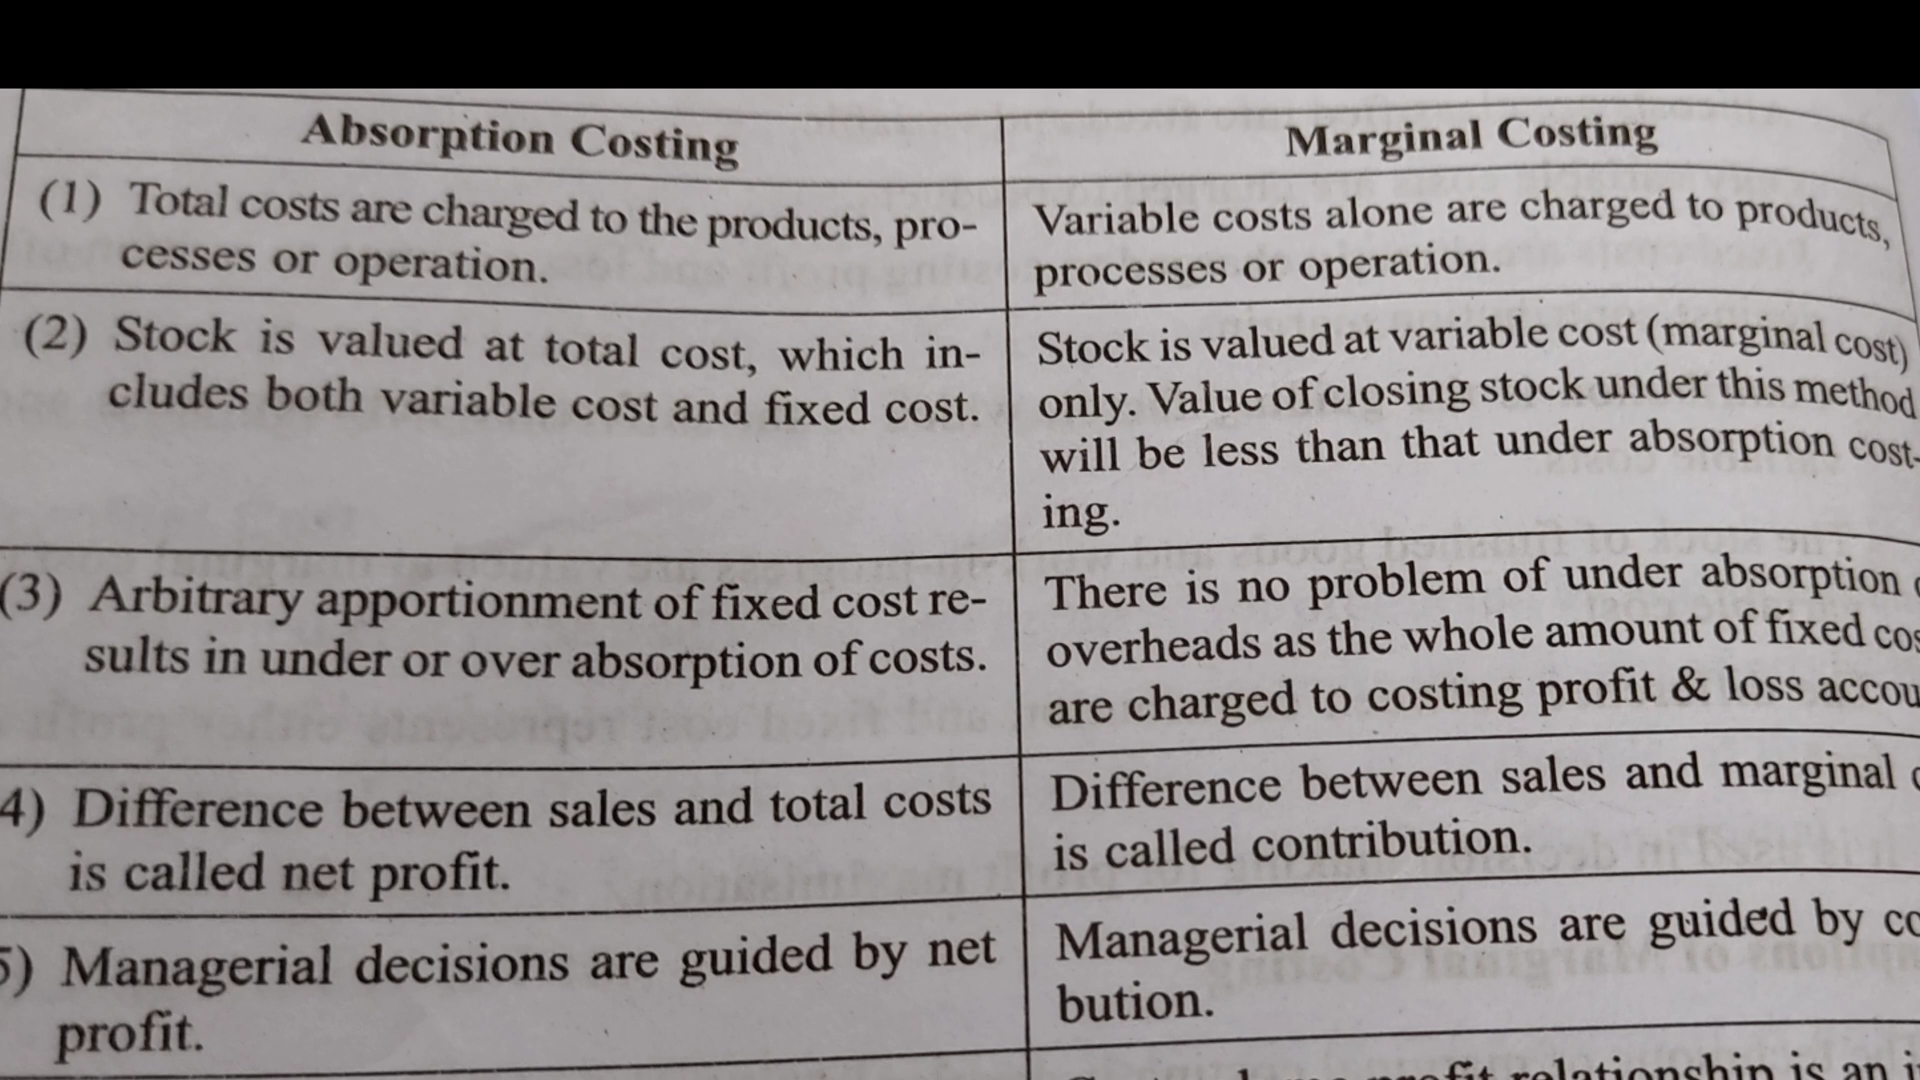 Absorption Costing
Marginal Costing
(1) Total costs are charged to the products, pro-
cesses or operation.
Variable costs alone are charged to products,
processes or operation.
(2) Stock is valued at total cost, which in-
cludes both variable cost and fixed cost.
Stock is valued at variable cost (marginal cost)
only. Value of closing stock under this method
will be less than that under absorption cost-
ing.
(3) Arbitrary apportionment of fixed cost re-
sults in under or over absorption of costs.
There is no problem of under absorption
overheads as the whole amount of fixed
are charged to costing profit & loss
4) Difference between sales and total costs
is called net profit.
Difference between sales and marginal
is called contribution.
5) Managerial decisions are guided by net
profit.
Managerial decisions are guided by
bution.
relationship is an